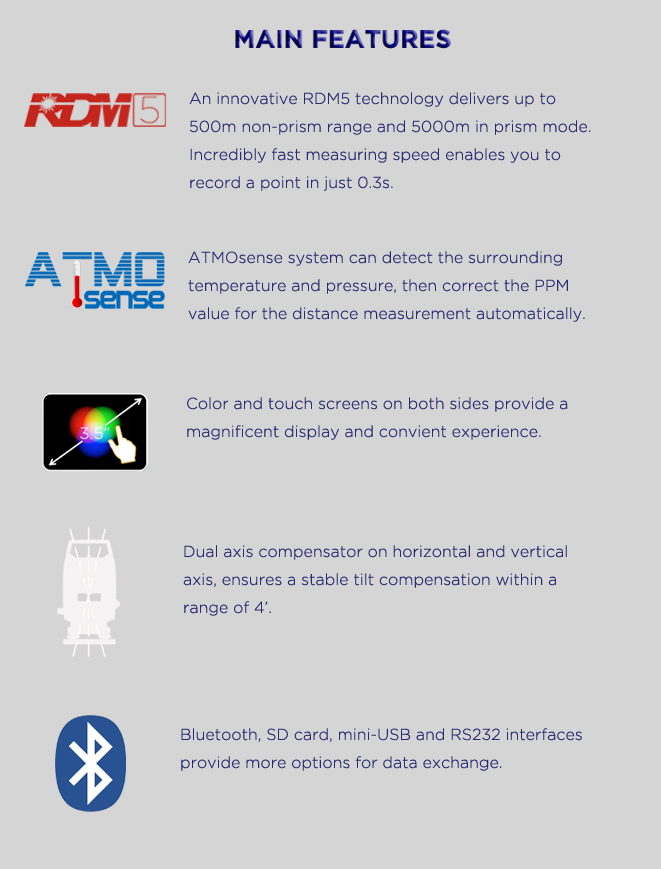 MAIN FEATURES
RDM5
An innovative RDM5 technology delivers up to
500m non-prism range and 5000m in prism mode.
Incredibly fast measuring speed enables you to
record a point in just 0.3s.
ATMO
sense
ATMOsense system can detect the surrounding
temperature and pressure, then correct the PPM
value for the distance measurement automatically.
3.5"
Color and touch screens on both sides provide a
magnificent display and convient experience.
Dual axis compensator on horizontal and vertical
axis, ensures a stable tilt compensation within a
range of 4'.
Bluetooth, SD card, mini-USB and RS232 interfaces
provide more options for data exchange.